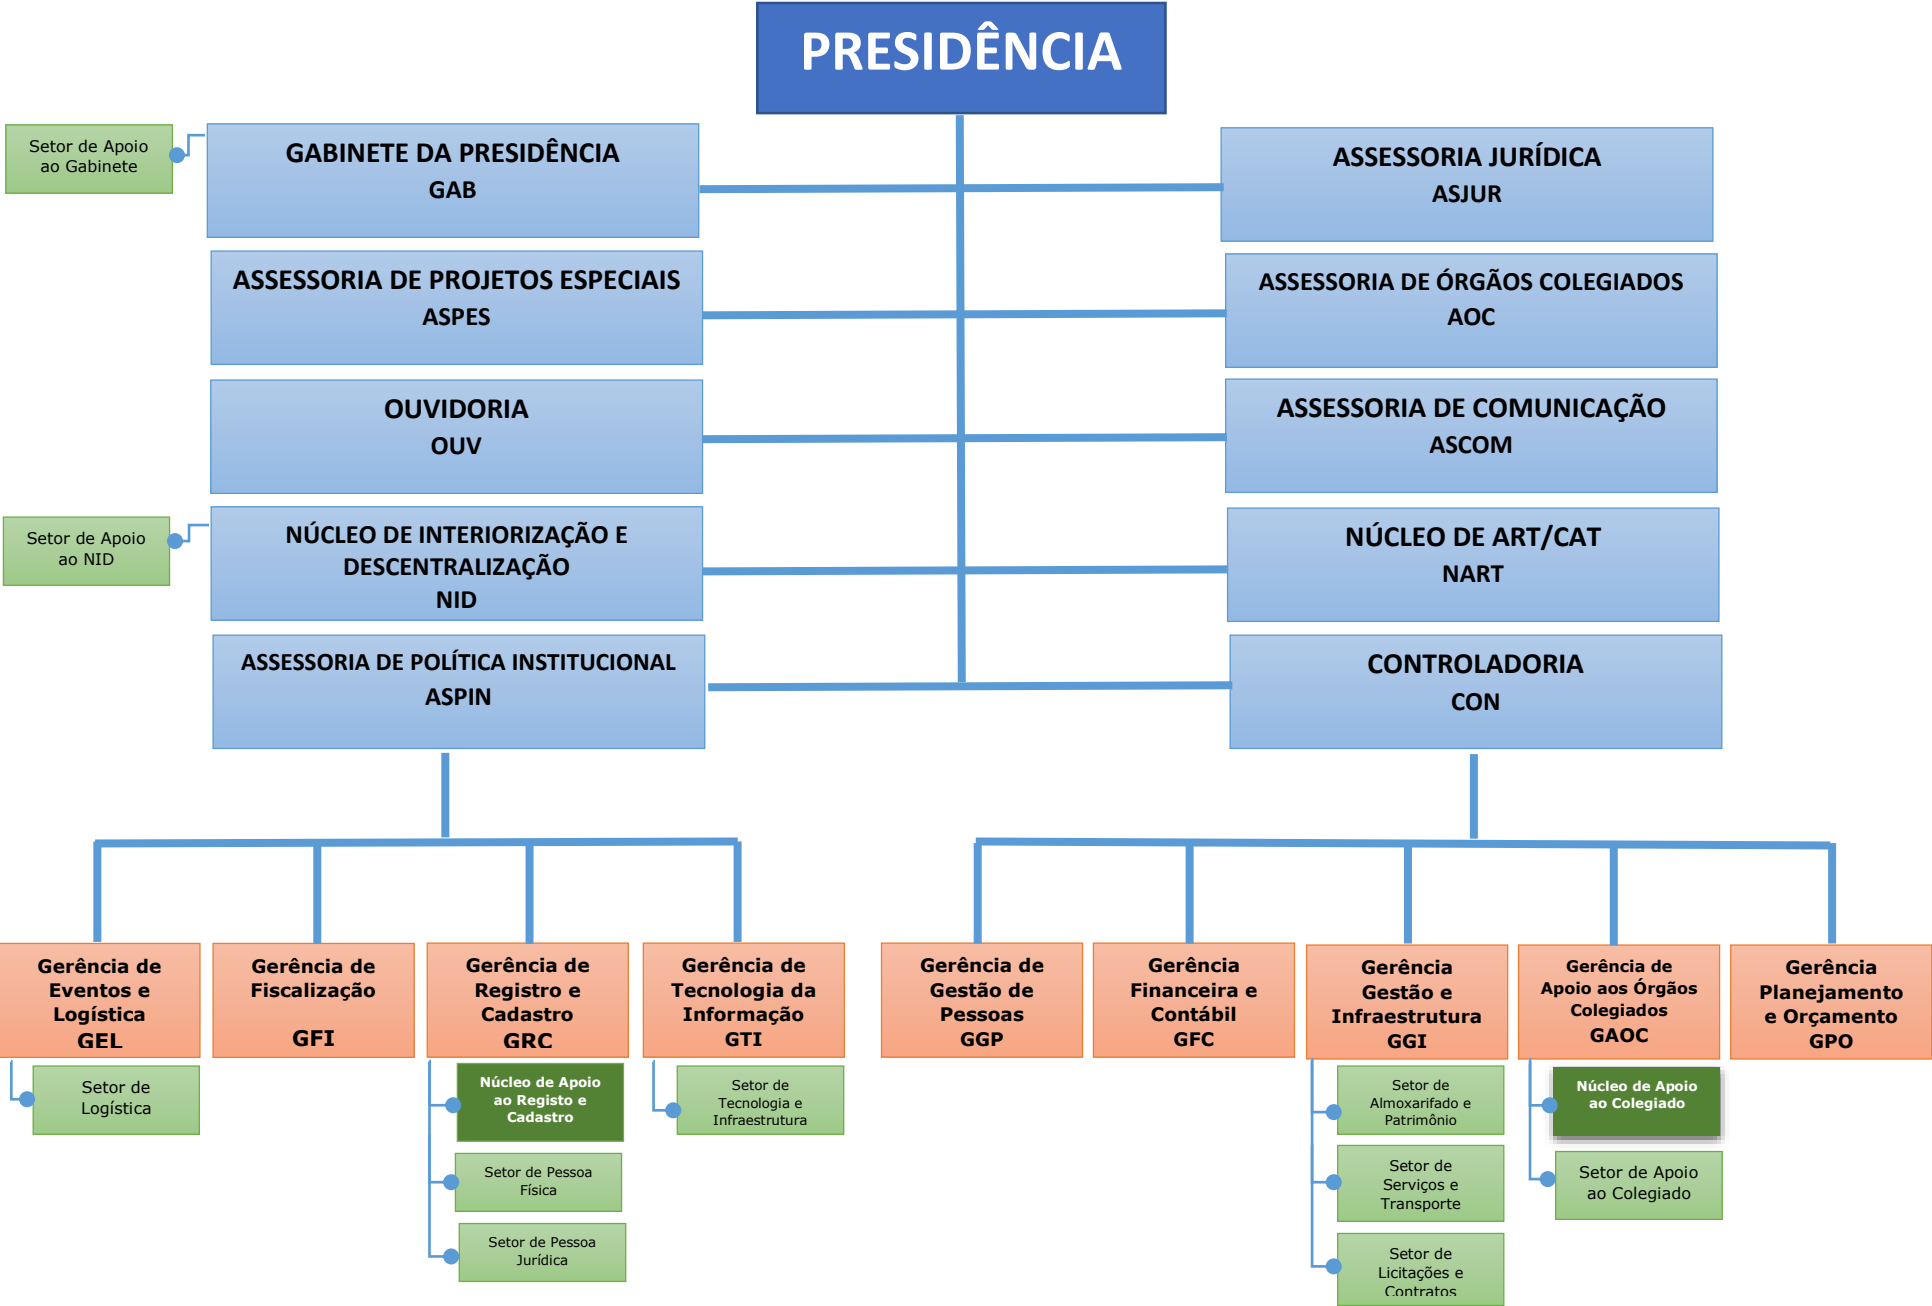 PRESIDÊNCIA
Setor de Apoio
ao Gabinete
GABINETE DA PRESIDÊNCIA
GAB
ASSESSORIA JURÍDICA
ASJUR
ASSESSORIA DE PROJETOS ESPECIAIS
ASPES
ASSESSORIA DE ÓRGÃOS COLEGIADOS
AOC
OUVIDORIA
OUV
ASSESSORIA DE COMUNICAÇÃO
ASCOM
Setor de Apoio
ao NID
NÚCLEO DE INTERIORIZAÇÃO E
DESCENTRALIZAÇÃO
NID
NÚCLEO DE ART/CAT
NART
ASSESSORIA DE POLÍTICA INSTITUCIONAL
ASPIN
CONTROLADORIA
CON
Gerência de
Eventos e
Logística
GEL
Gerência de
Fiscalização
GFI
Gerência de
Registro e
Cadastro
GRC
Gerência de
Tecnologia da
Informação
GTI
Gerência de
Gestão de
Pessoas
GGP
Gerência
Financeira e
Contábil
GFC
Gerência
Gestão e
Infraestrutura
GGI
Gerência de
Apoio aos Órgãos
Colegiados
GAOC
Gerência
Planejamento
e Orçamento
GPO
Setor de
Logística
Núcleo de Apoio
ao Registo e
Cadastro
Setor de Pessoa
Física
Setor de Pessoa
Jurídica
Setor de
Tecnologia e
Infraestrutura
Setor de
Almoxarifado e
Patrimônio
Setor de
Serviços e
Transporte
Setor de
Licitações e
Contratos
Núcleo de Apoio
ao Colegiado
Setor de Apoio
ao Colegiado